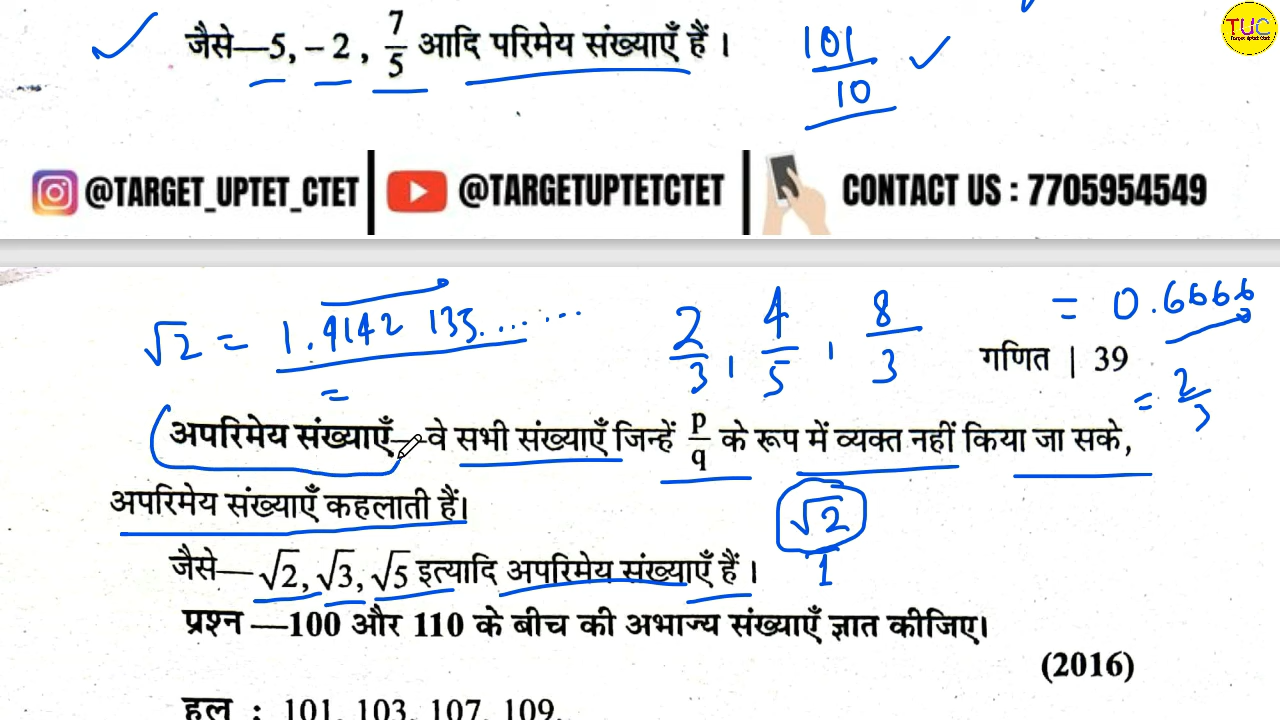 जैसे—5, – 2 , 7/5 आदि परिमेय संख्याएँ हैं ।
101/10
TUC
@TARGET_UPTET_CTET
@TARGETUPTETCTET
CONTACT US : 7705954549
√2 = 1.4142 135.... ...
2/3 , 4/5 , 8/3
= 0.6666
= 2/3
गणित | 39
अपरिमेय संख्याएँ— वे सभी संख्याएँ जिन्हें p/q के रूप में व्यक्त नहीं किया जा सके,
अपरिमेय संख्याएँ कहलाती हैं।
√2/1
जैसे—√2, √3, √5 इत्यादि अपरिमेय संख्याएँ हैं ।
प्रश्न —100 और 110 के बीच की अभाज्य संख्याएँ ज्ञात कीजिए।
(2016)
हल : 101, 103, 107, 109.